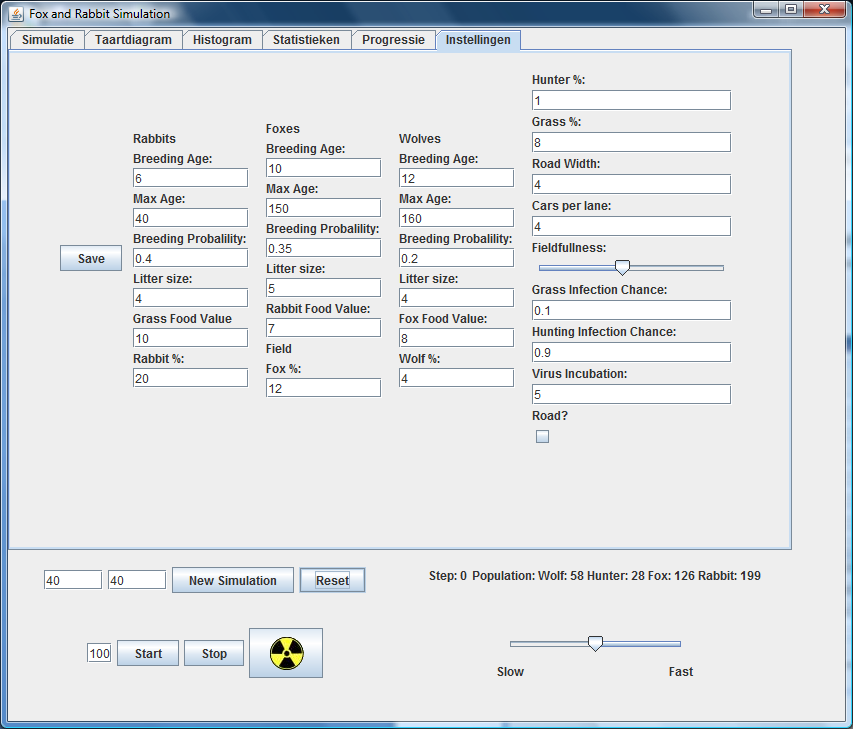 Fox and Rabbit Simulation
Simulatie Taartdiagram Histogram Statistieken Progressie Instellingen
Save
Rabbits
Breeding Age:
6
Max Age:
40
Breeding Probalility:
0.4
Litter size:
4
Grass Food Value
10
Rabbit %:
20
Foxes
Breeding Age:
10
Max Age:
150
Breeding Probalility:
0.35
Litter size:
5
Rabbit Food Value:
7
Field
Fox %:
12
Wolves
Breeding Age:
12
Max Age:
160
Breeding Probalility:
0.2
Litter size:
4
Fox Food Value:
8
Wolf %:
4
Hunter %:
1
Grass %:
8
Road Width:
4
Cars per lane:
4
Fieldfullness:
Grass Infection Chance:
0.1
Hunting Infection Chance:
0.9
Virus Incubation:
5
Road?
40 40 New Simulation Reset
Step: 0 Population: Wolf: 58 Hunter: 28 Fox: 126 Rabbit: 199
100 Start Stop
Slow Fast